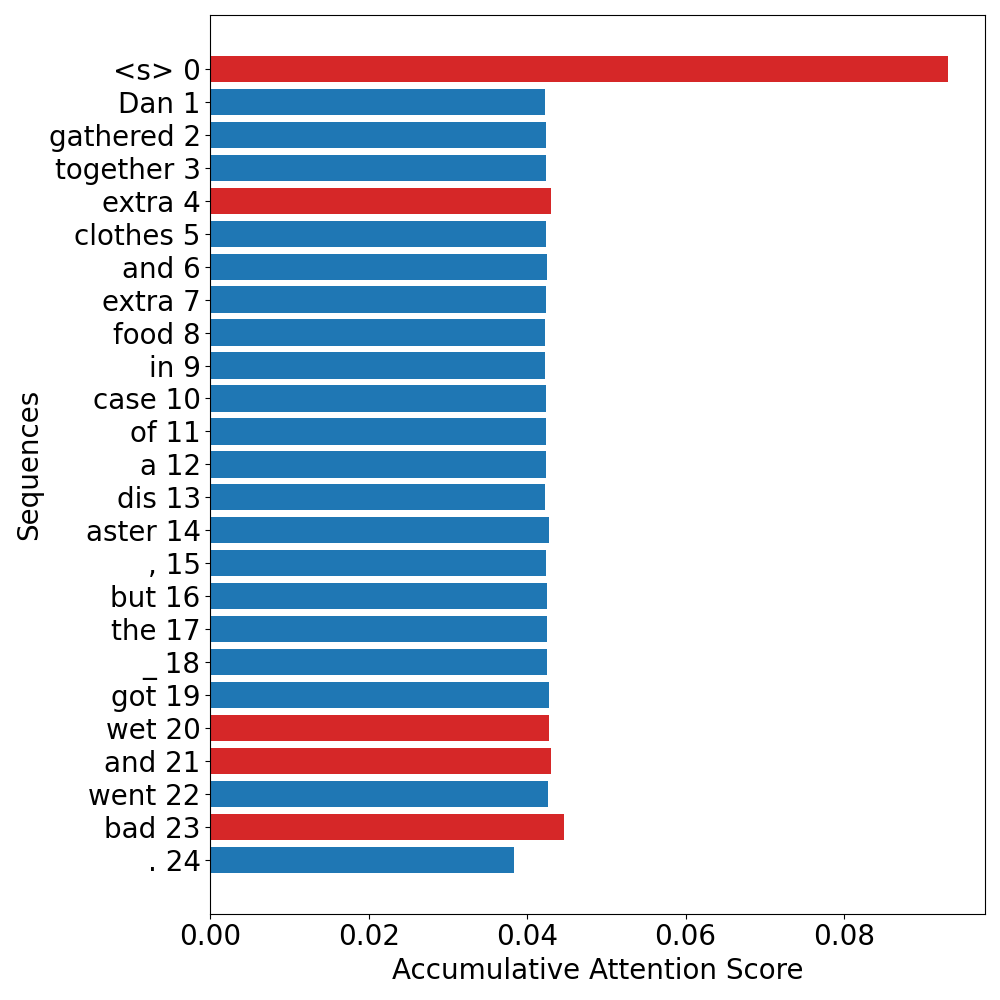 <s> 0
Dan 1
gathered 2
together 3
extra 4
clothes 5
and 6
extra 7
food 8
in 9
case 10
of 11
a 12
dis 13
aster 14
, 15
but 16
the 17
_ 18
got 19
wet 20
and 21
went 22
bad 23
. 24
Sequences
0.00 0.02 0.04 0.06 0.08
Accumulative Attention Score